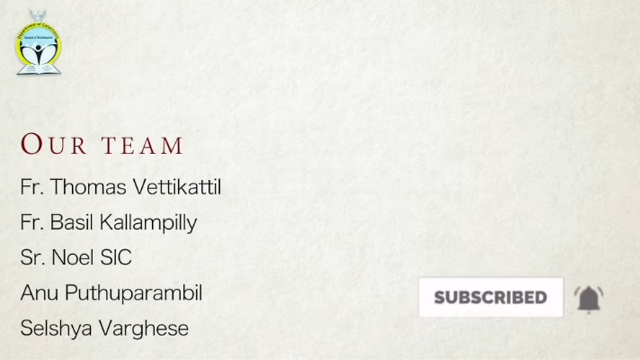 OUR TEAM
Fr. Thomas Vettikattil
Fr. Basil Kallampilly
Sr. Noel SIC
Anu Puthuparambil
Selshya Varghese
SUBSCRIBED